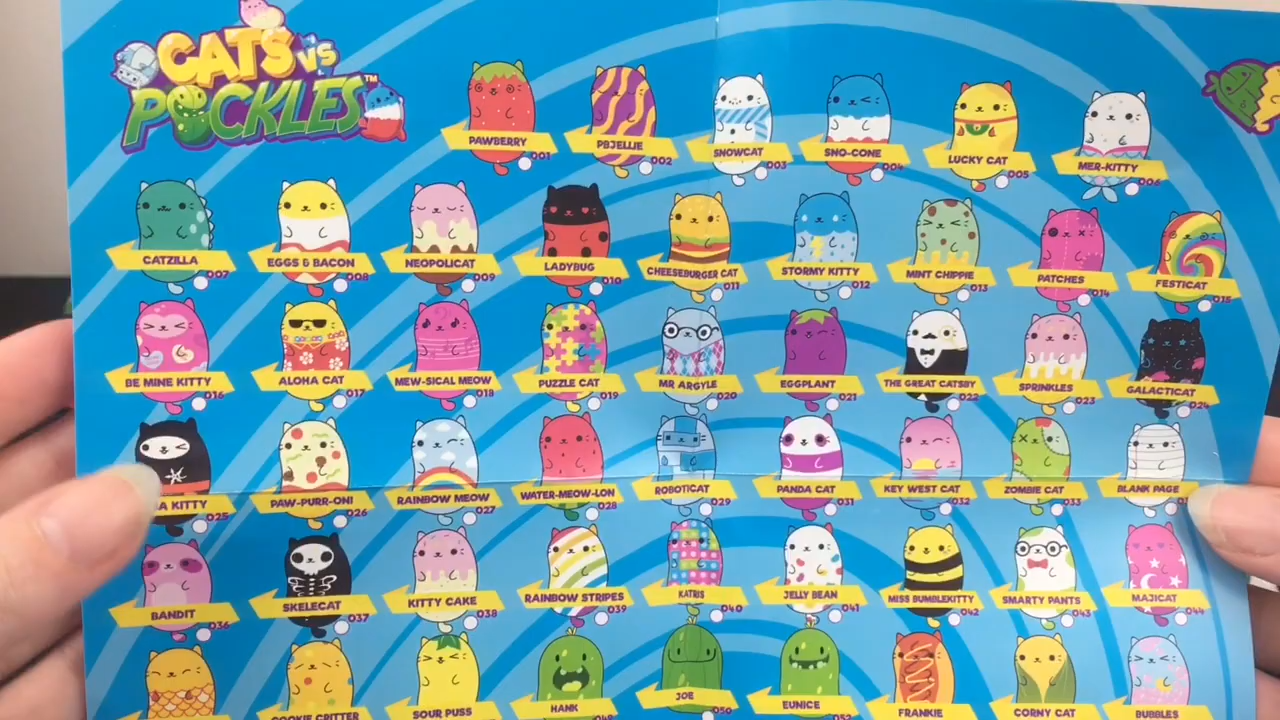 CATS vs
PICKLES™
PAWBERRY 001
PBJELLIE 002
SNOWCAT 003
SNO-CONE 004
LUCKY CAT 005
MER-KITTY 006
CATZILLA 007
EGGS & BACON 008
NEOPOLICAT 009
LADYBUG 010
CHEESEBURGER CAT 011
STORMY KITTY 012
MINT CHIPPIE 013
PATCHES 014
FESTICAT 015
BE MINE KITTY 016
ALOHA CAT 017
MEW-SICAL MEOW 018
PUZZLE CAT 019
MR ARGYLE 020
EGGPLANT 021
THE GREAT CATSBY 022
SPRINKLES 023
GALACTICAT 024
A KITTY 025
PAW-PURR-ONI 026
RAINBOW MEOW 027
WATER-MEOW-LON 028
ROBOTICAT 029
PANDA CAT 031
KEY WEST CAT 032
ZOMBIE CAT 033
BLANK PAGE
BANDIT 036
SKELECAT 037
KITTY CAKE 038
RAINBOW STRIPES 039
KATRIS 040
JELLY BEAN 041
MISS BUMBLEKITTY 042
SMARTY PANTS 043
MAJICAT 044
COOKIE CRITTER
SOUR PUSS
HANK 049
JOE 050
EUNICE 052
FRANKIE
CORNY CAT
BUBBLES